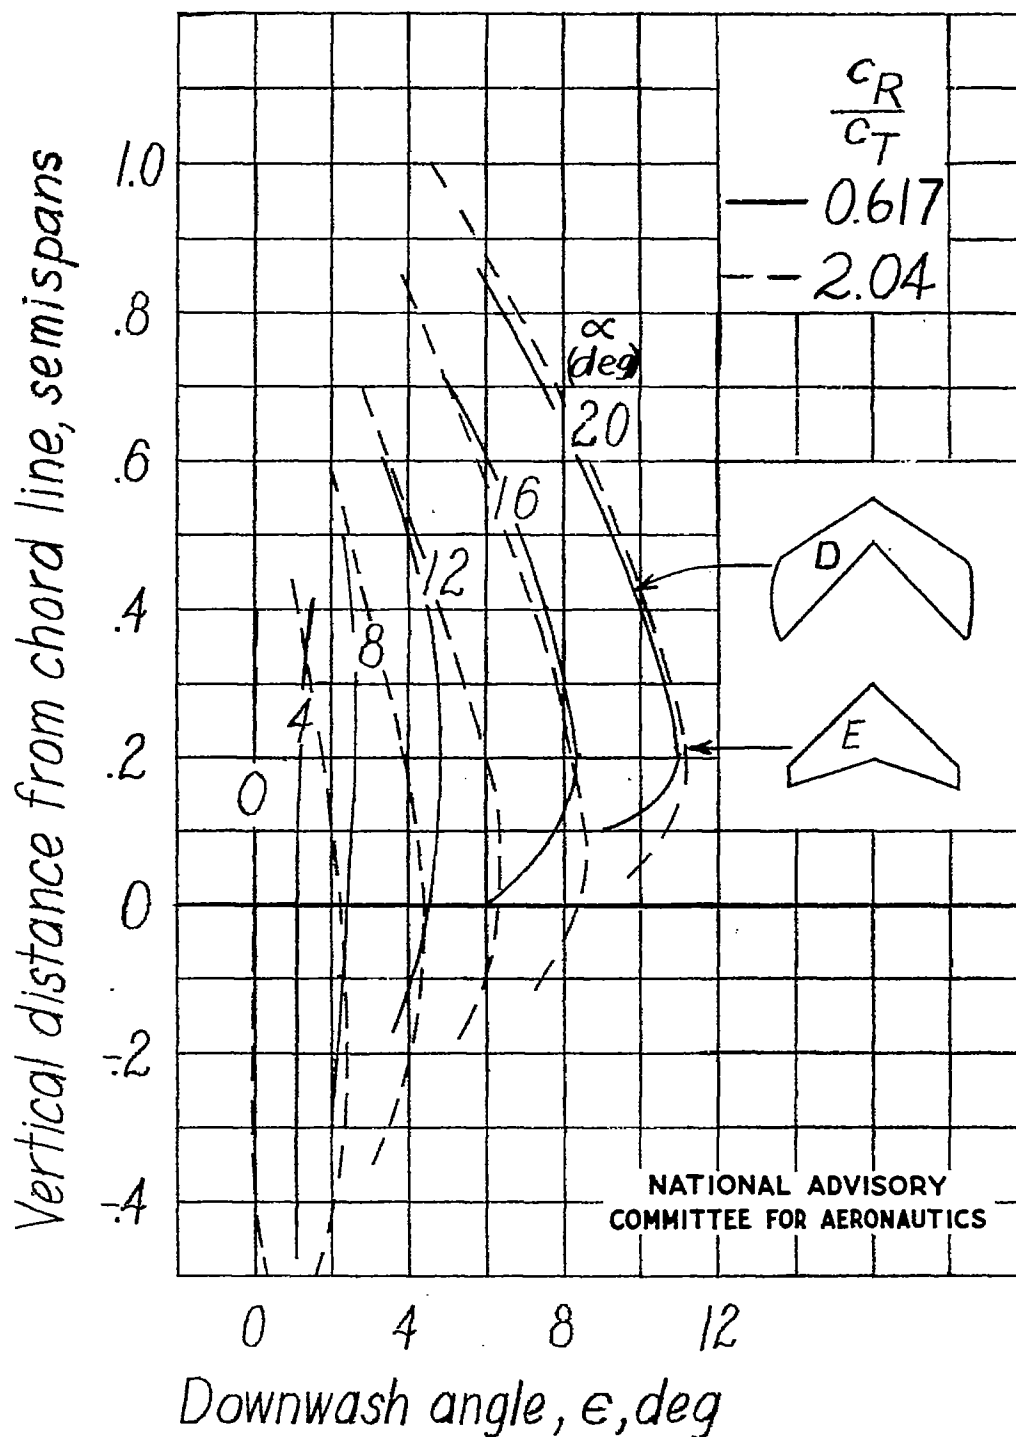 c_R
c_T
0.617
2.04
1.0
.8
.6
.4
.2
0
-.2
-.4
Vertical distance from chord line, semispans
α
(deg)
20
16
12
8
4
0
D
E
NATIONAL ADVISORY
COMMITTEE FOR AERONAUTICS
0 4 8 12
Downwash angle, ϵ, deg